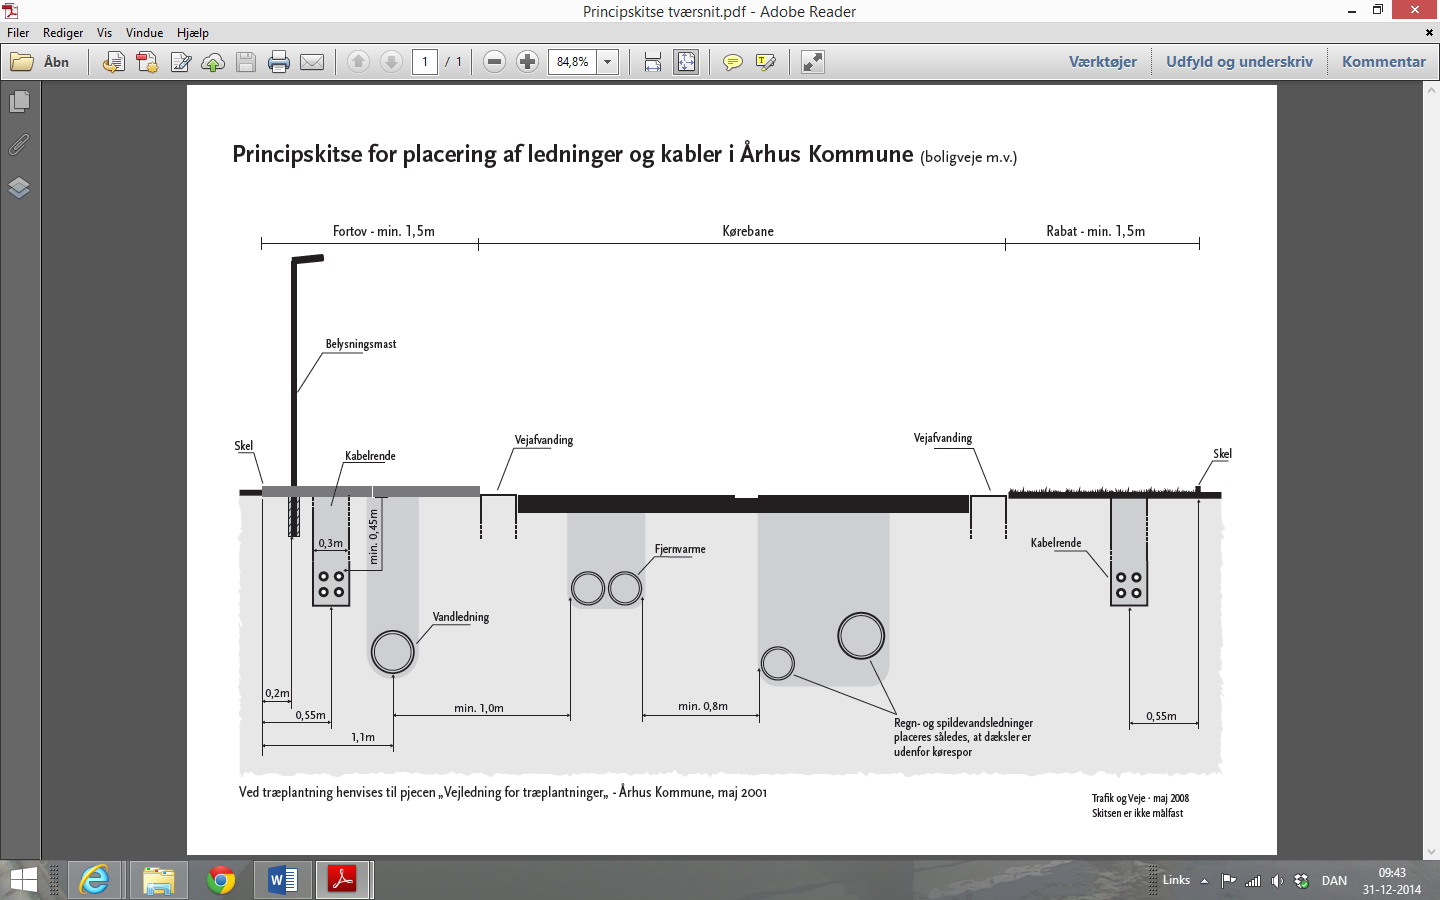 Principskitse tværsnit.pdf - Adobe Reader
Filer Rediger Vis Vindue Hjælp
Åbn 1 / 1 84,8% Værktøjer Udfyld og underskriv Kommentar
Principskitse for placering af ledninger og kabler i Århus Kommune (boligveje m.v.)
Fortov - min. 1,5m Kørebane Rabat - min. 1,5m
Belysningsmast
Skel
Kabelrende
Vejafvanding
Vejafvanding
Skel
0,3m
min. 0,45m
Fjernvarme
Kabelrende
Vandledning
0,2m
0,55m
1,1m
min. 1,0m
min. 0,8m
0,55m
Regn- og spildevandsledninger
placeres således, at dæksler er
udenfor kørespor
Ved træplantning henvises til pjecen „Vejledning for træplantninger„ - Århus Kommune, maj 2001
Trafik og Veje - maj 2008
Skitsen er ikke målfast
Links DAN 09:43
31-12-2014